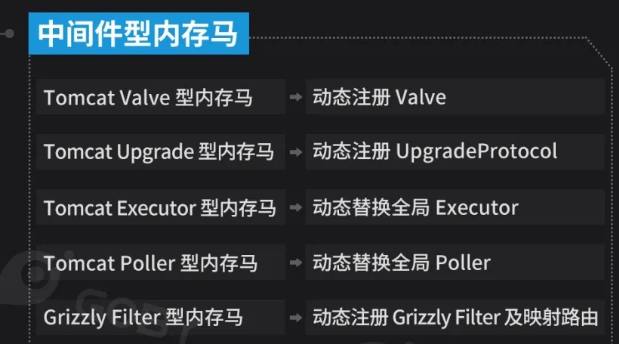 中间件型内存马
Tomcat Valve 型内存马 → 动态注册 Valve
Tomcat Upgrade 型内存马 → 动态注册 UpgradeProtocol
Tomcat Executor 型内存马 → 动态替换全局 Executor
Tomcat Poller 型内存马 → 动态替换全局 Poller
Grizzly Filter 型内存马 → 动态注册 Grizzly Filter 及映射路由